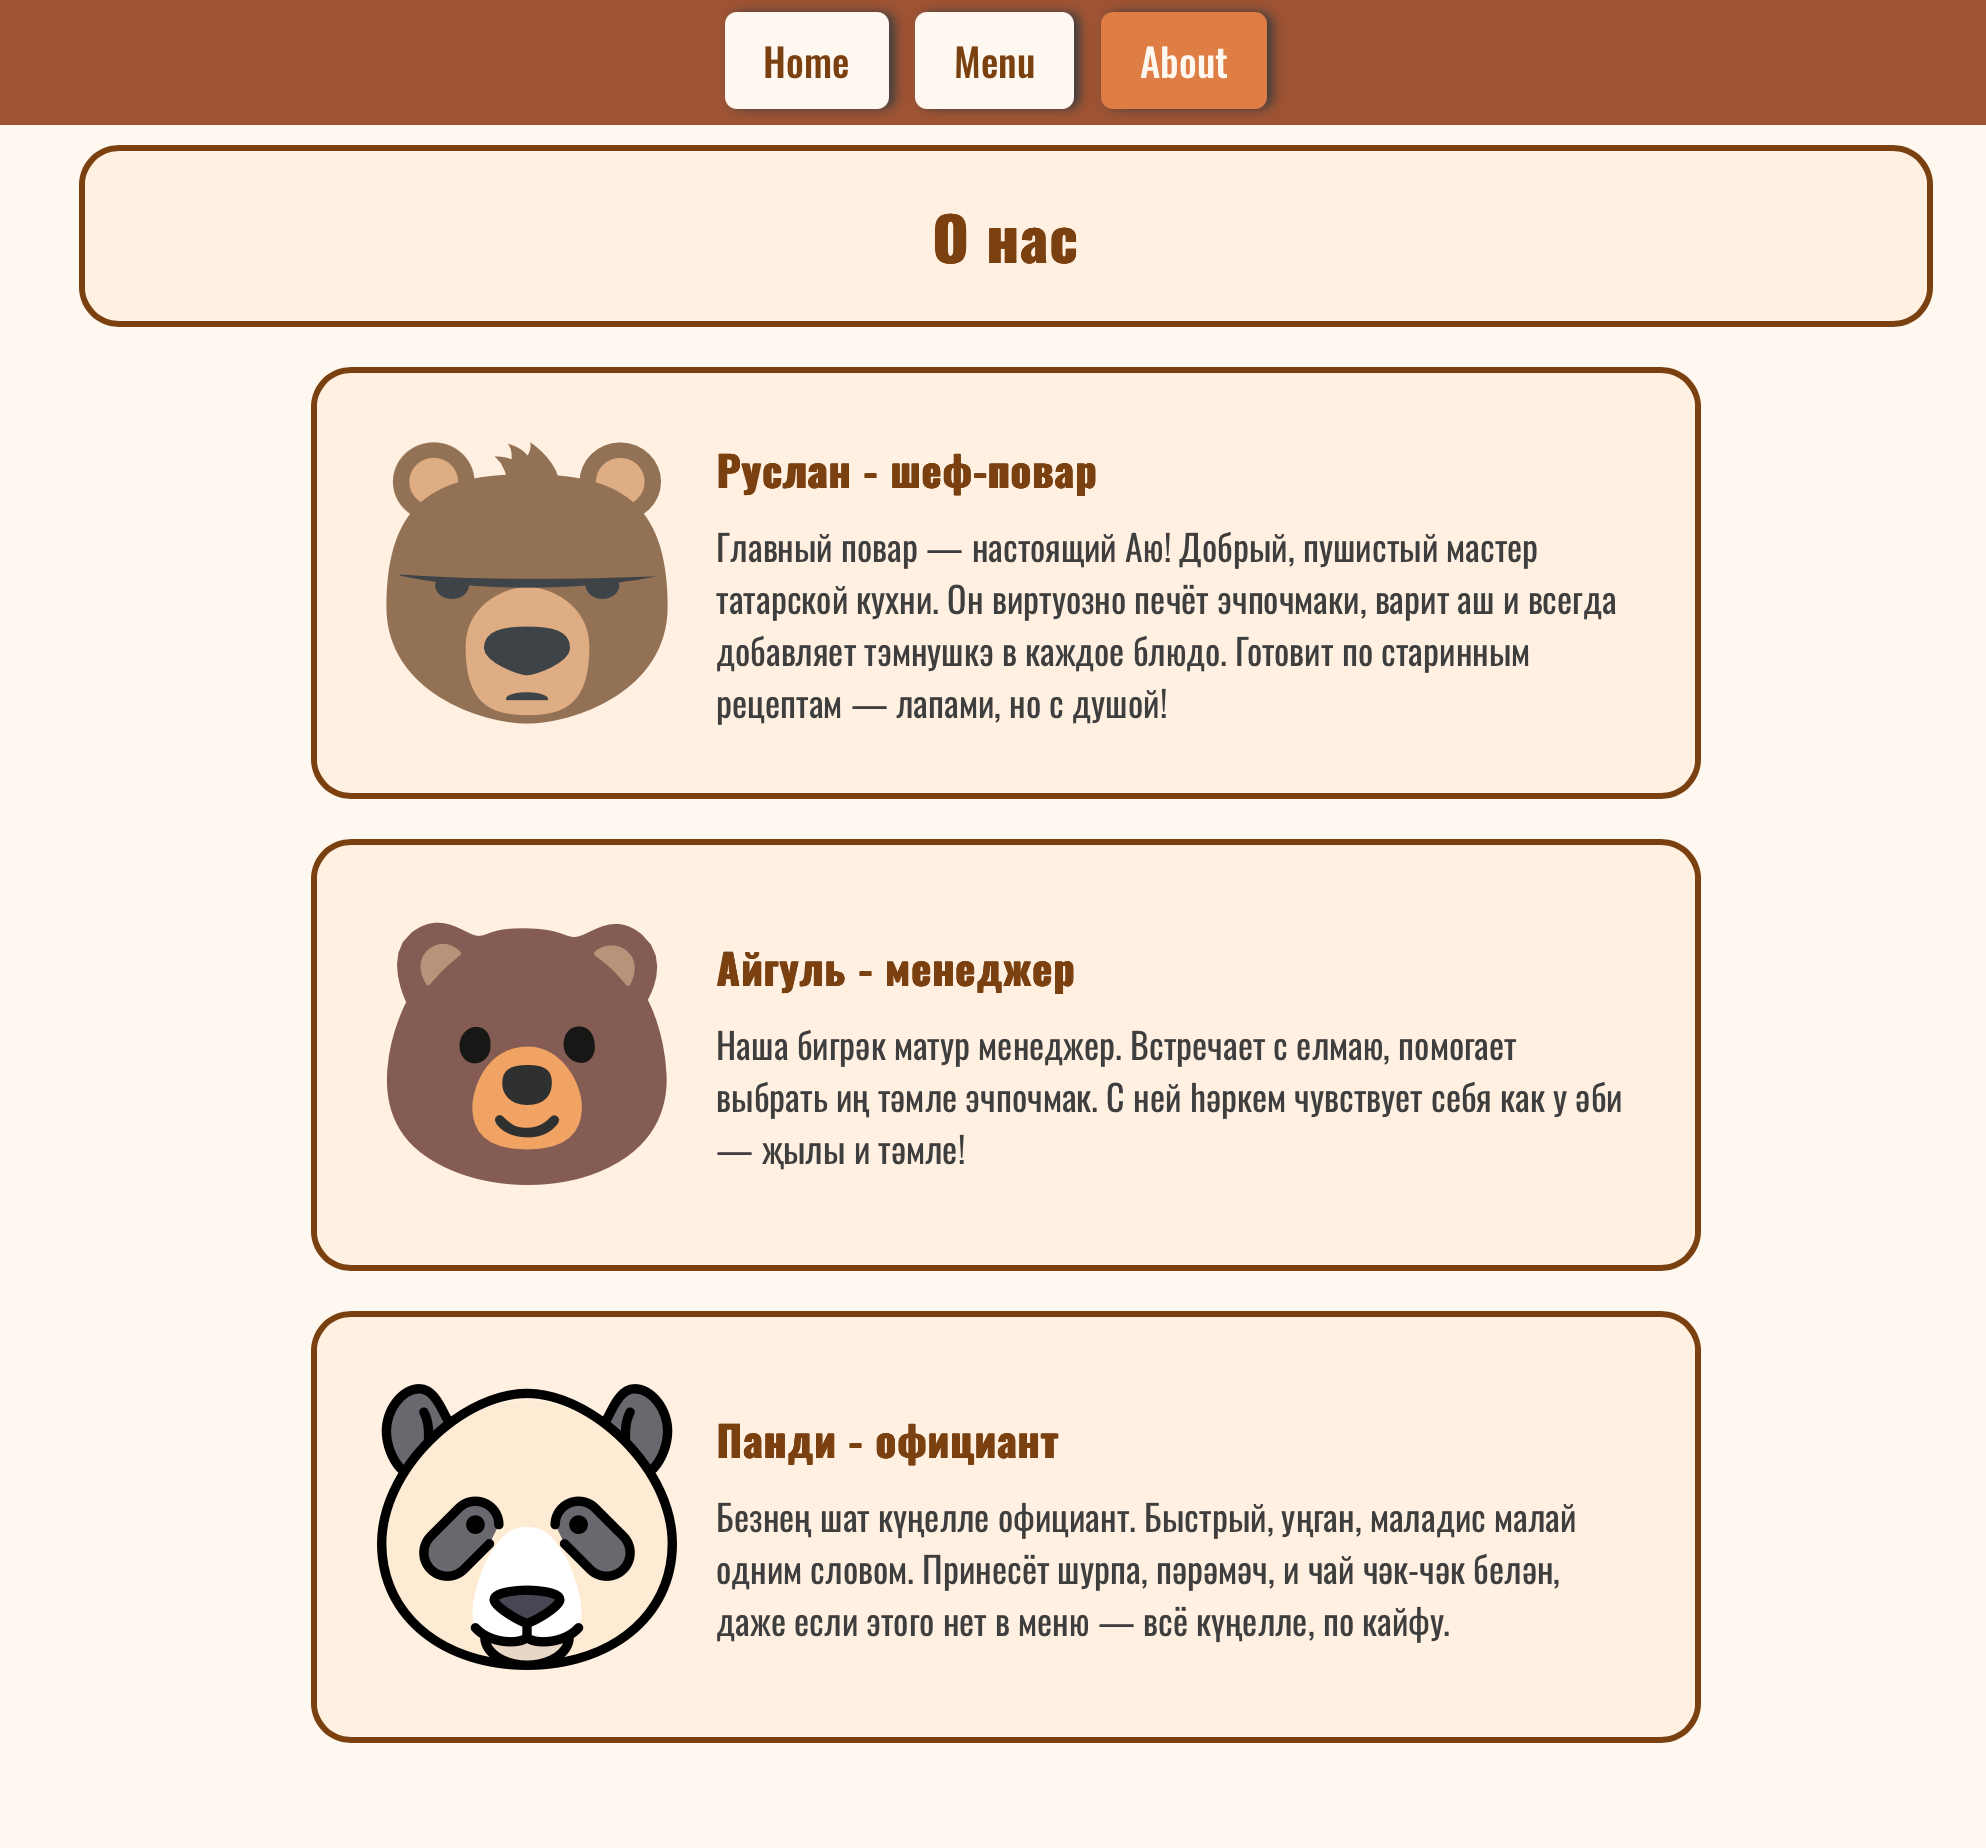 Home Menu About
О нас
Руслан - шеф-повар
Главный повар — настоящий Аю! Добрый, пушистый мастер
татарской кухни. Он виртуозно печёт эчпочмаки, варит аш и всегда
добавляет тэмнушкэ в каждое блюдо. Готовит по старинным
рецептам — лапами, но с душой!
Айгуль - менеджер
Наша бигрәк матур менеджер. Встречает с елмаю, помогает
выбрать иң тәмле эчпочмак. С ней һәркем чувствует себя как у әби
— җылы и тәмле!
Панди - официант
Безнең шат күңелле официант. Быстрый, уңган, маладис малай
одним словом. Принесёт шурпа, пәрәмәч, и чай чәк-чәк белән,
даже если этого нет в меню — всё күңелле, по кайфу.